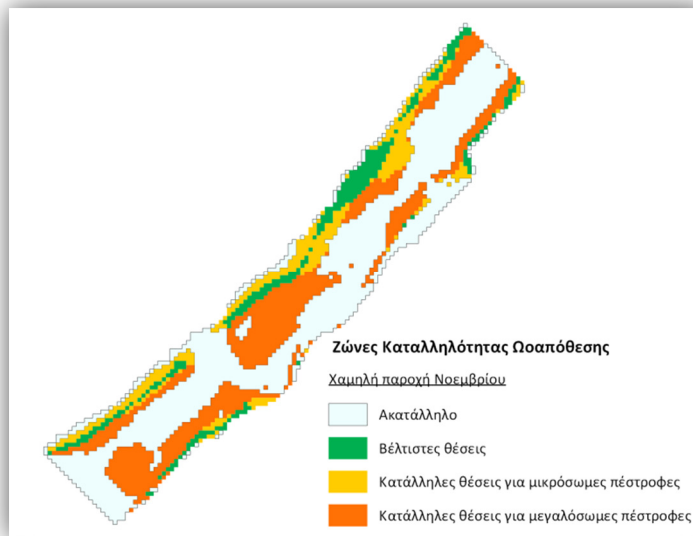 Ζώνες Καταλληλότητας Ωοαπόθεσης
Χαμηλή παροχή Νοεμβρίου
Ακατάλληλο
Βέλτιστες θέσεις
Κατάλληλες θέσεις για μικρόσωμες πέστροφες
Κατάλληλες θέσεις για μεγαλόσωμες πέστροφες